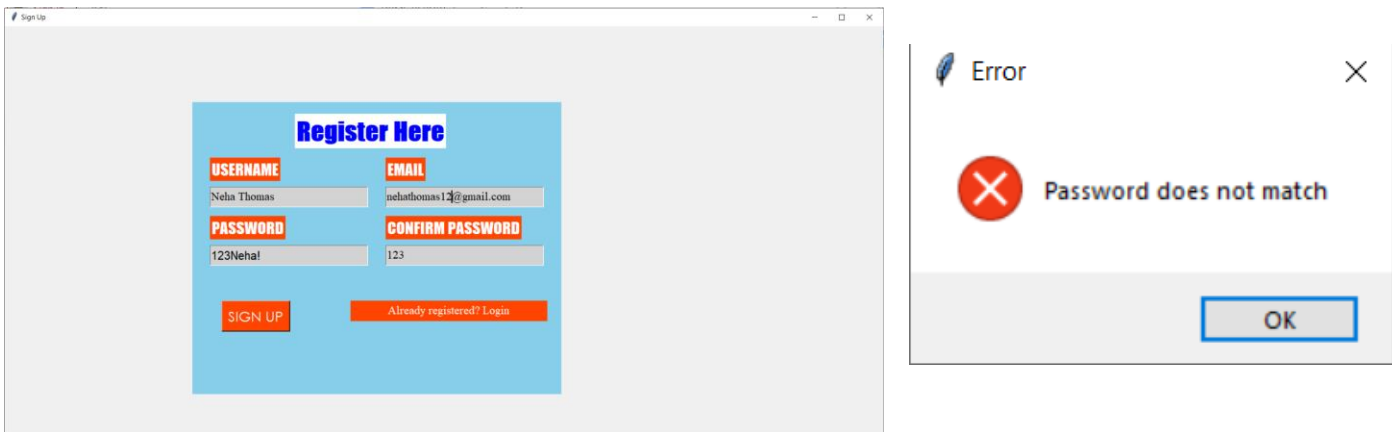 Sign Up
Register Here
USERNAME EMAIL
Neha Thomas nehathomas12@gmail.com
PASSWORD CONFIRM PASSWORD
123Neha! 123
SIGN UP Already registered? Login
Error
Password does not match
OK